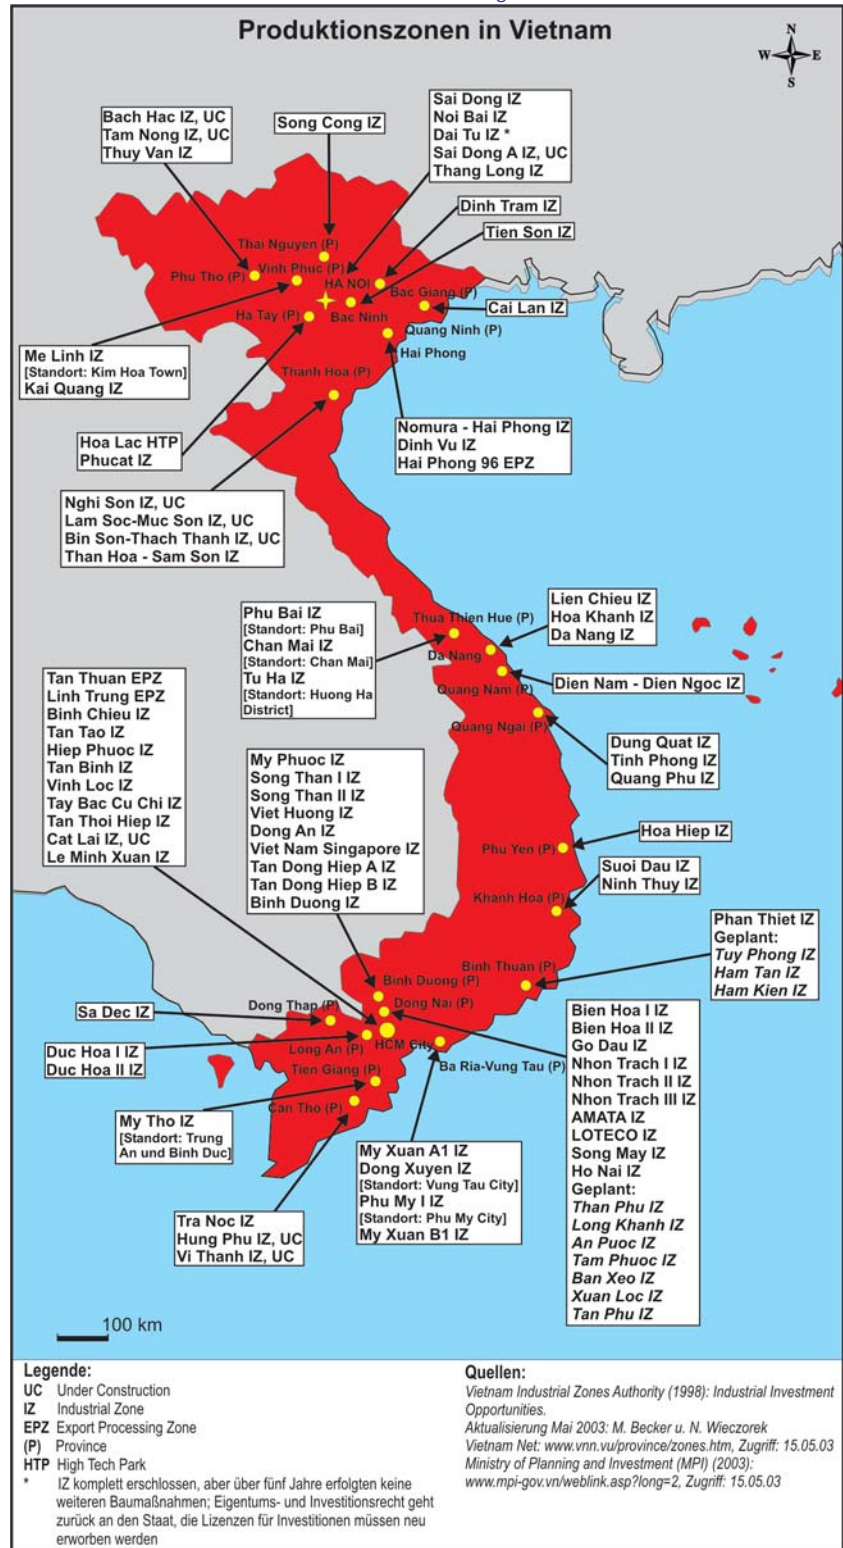 Produktionszonen in Vietnam
N
W E
S
Bach Hac IZ, UC
Tam Nong IZ, UC
Thuy Van IZ
Song Cong IZ
Sai Dong IZ
Noi Bai IZ
Dai Tu IZ *
Sai Dong A IZ, UC
Thang Long IZ
Dinh Tram IZ
Tien Son IZ
Thai Nguyen (P)
Vinh Phuc (P)
Phu Tho (P)
HA NOI
Bac Giang (P)
Cai Lan IZ
Ha Tay (P)
Bac Ninh
Quang Ninh (P)
Hai Phong
Me Linh IZ
[Standort: Kim Hoa Town]
Kai Quang IZ
Thanh Hoa (P)
Hoa Lac HTP
Phucat IZ
Nomura - Hai Phong IZ
Dinh Vu IZ
Hai Phong 96 EPZ
Nghi Son IZ, UC
Lam Soc-Muc Son IZ, UC
Bin Son-Thach Thanh IZ, UC
Than Hoa - Sam Son IZ
Phu Bai IZ
[Standort: Phu Bai]
Chan Mai IZ
[Standort: Chan Mai]
Tu Ha IZ
[Standort: Huong Ha
District]
Thua Thien Hue (P)
Da Nang
Quang Nam (P)
Quang Ngai (P)
Lien Chieu IZ
Hoa Khanh IZ
Da Nang IZ
Dien Nam - Dien Ngoc IZ
Dung Quat IZ
Tinh Phong IZ
Quang Phu IZ
Tan Thuan EPZ
Linh Trung EPZ
Binh Chieu IZ
Tan Tao IZ
Hiep Phuoc IZ
Tan Binh IZ
Vinh Loc IZ
Tay Bac Cu Chi IZ
Tan Thoi Hiep IZ
Cat Lai IZ, UC
Le Minh Xuan IZ
My Phuoc IZ
Song Than I IZ
Song Than II IZ
Viet Huong IZ
Dong An IZ
Viet Nam Singapore IZ
Tan Dong Hiep A IZ
Tan Dong Hiep B IZ
Binh Duong IZ
Hoa Hiep IZ
Phu Yen (P)
Suoi Dau IZ
Ninh Thuy IZ
Khanh Hoa (P)
Phan Thiet IZ
Geplant:
Tuy Phong IZ
Ham Tan IZ
Ham Kien IZ
Binh Thuan (P)
Binh Duong (P)
Dong Thap (P)
Dong Nai (P)
Sa Dec IZ
Long An (P)
HCM City
Duc Hoa I IZ
Duc Hoa II IZ
Tien Giang (P)
Ba Ria-Vung Tau (P)
Can Tho (P)
My Tho IZ
[Standort: Trung
An und Binh Duc]
Bien Hoa I IZ
Bien Hoa II IZ
Go Dau IZ
Nhon Trach I IZ
Nhon Trach II IZ
Nhon Trach III IZ
AMATA IZ
LOTECO IZ
Song May IZ
Ho Nai IZ
Geplant:
Than Phu IZ
Long Khanh IZ
An Puoc IZ
Tam Phuoc IZ
Ban Xeo IZ
Xuan Loc IZ
Tan Phu IZ
My Xuan A1 IZ
Dong Xuyen IZ
[Standort: Vung Tau City]
Phu My I IZ
[Standort: Phu My City]
My Xuan B1 IZ
Tra Noc IZ
Hung Phu IZ, UC
Vi Thanh IZ, UC
100 km
Legende:
UC Under Construction
IZ Industrial Zone
EPZ Export Processing Zone
(P) Province
HTP High Tech Park
* IZ komplett erschlossen, aber über fünf Jahre erfolgten keine
weiteren Baumaßnahmen; Eigentums- und Investitionsrecht geht
zurück an den Staat, die Lizenzen für Investitionen müssen neu
erworben werden
Quellen:
Vietnam Industrial Zones Authority (1998): Industrial Investment
Opportunities.
Aktualisierung Mai 2003: M. Becker u. N. Wieczorek
Vietnam Net: www.vnn.vu/province/zones.htm, Zugriff: 15.05.03
Ministry of Planning and Investment (MPI) (2003):
www.mpi-gov.vn/weblink.asp?long=2, Zugriff: 15.05.03